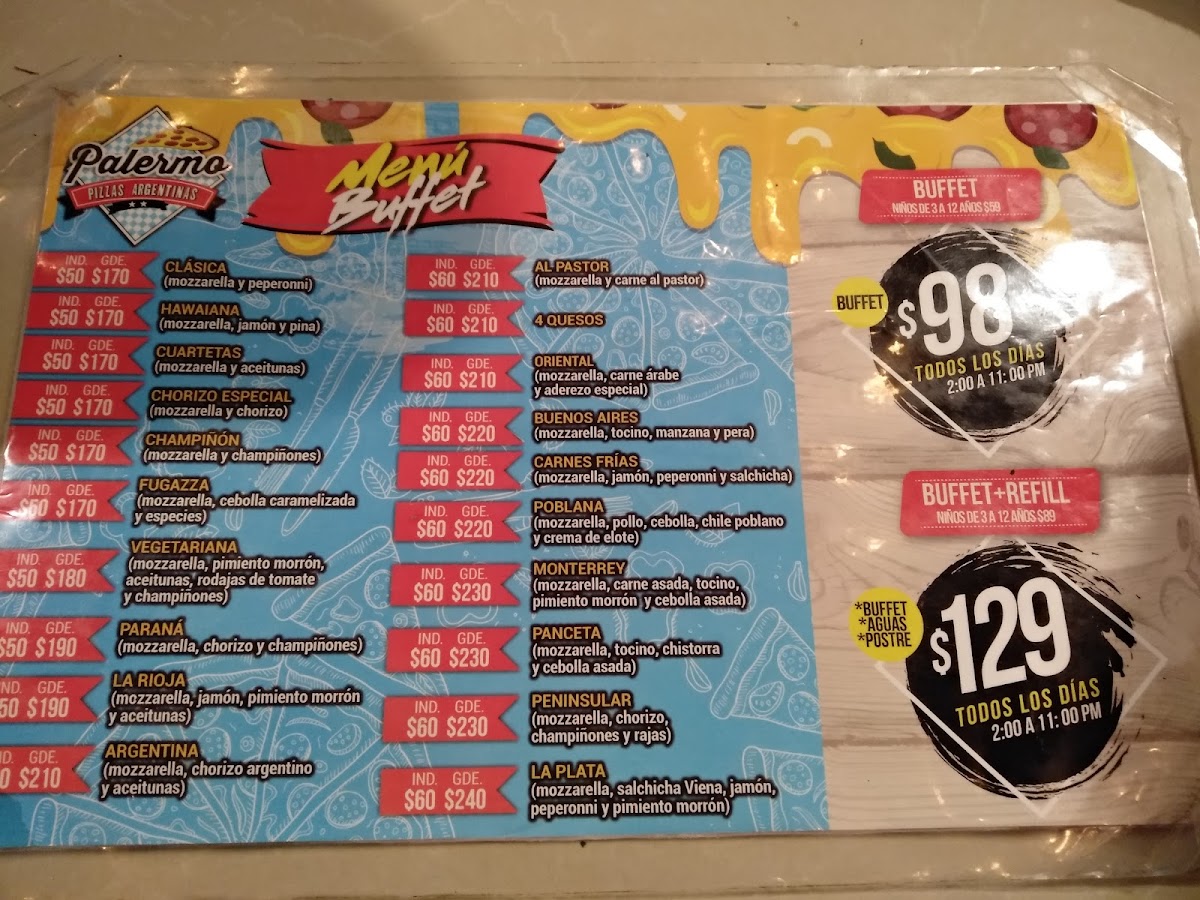 Palermo
PIZZAS ARGENTINAS
Menú
Buffet
IND. GDE.
$50 $170
CLÁSICA
(mozzarella y peperonni)
IND. GDE.
$50 $170
HAWAIANA
(mozzarella, jamón y pina)
IND. GDE.
$50 $170
CUARTETAS
(mozzarella y aceitunas)
IND. GDE.
$50 $170
CHORIZO ESPECIAL
(mozzarella y chorizo)
IND. GDE.
$50 $170
CHAMPIÑÓN
(mozzarella y champiñones)
IND. GDE.
$60 $170
FUGAZZA
(mozzarella, cebolla caramelizada
y especies)
IND. GDE.
$50 $180
VEGETARIANA
(mozzarella, pimiento morrón,
aceitunas, rodajas de tomate
y champiñones)
IND. GDE.
$50 $190
PARANÁ
(mozzarella, chorizo y champiñones)
GDE.
50 $190
LA RIOJA
(mozzarella, jamón, pimiento morrón
y aceitunas)
GDE.
$210
ARGENTINA
(mozzarella, chorizo argentino
y aceitunas)
IND. GDE.
$60 $210
AL PASTOR
(mozzarella y carne al pastor)
IND. GDE.
$60 $210
4 QUESOS
IND. GDE.
$60 $210
ORIENTAL
(mozzarella, carne árabe
y aderezo especial)
IND. GDE.
$60 $220
BUENOS AIRES
(mozzarella, tocino, manzana y pera)
IND. GDE.
$60 $220
CARNES FRÍAS
(mozzarella, jamón, peperonni y salchicha)
IND. GDE.
$60 $220
POBLANA
(mozzarella, pollo, cebolla, chile poblano
y crema de elote)
IND. GDE.
$60 $230
MONTERREY
(mozzarella, carne asada, tocino,
pimiento morrón y cebolla asada)
IND. GDE.
$60 $230
PANCETA
(mozzarella, tocino, chistorra
y cebolla asada)
IND. GDE.
$60 $230
PENINSULAR
(mozzarella, chorizo,
champiñones y rajas)
IND. GDE.
$60 $240
LA PLATA
(mozzarella, salchicha Viena, jamón,
peperonni y pimiento morrón)
BUFFET
NIÑOS DE 3 A 12 AÑOS $59
BUFFET
$98
TODOS LOS DÍAS
2:00 A 11: 00 PM
BUFFET+REFILL
NIÑOS DE 3 A 12 AÑOS $89
*BUFFET
*AGUAS
*POSTRE
$129
TODOS LOS DÍAS
2:00 A 11: 00 PM